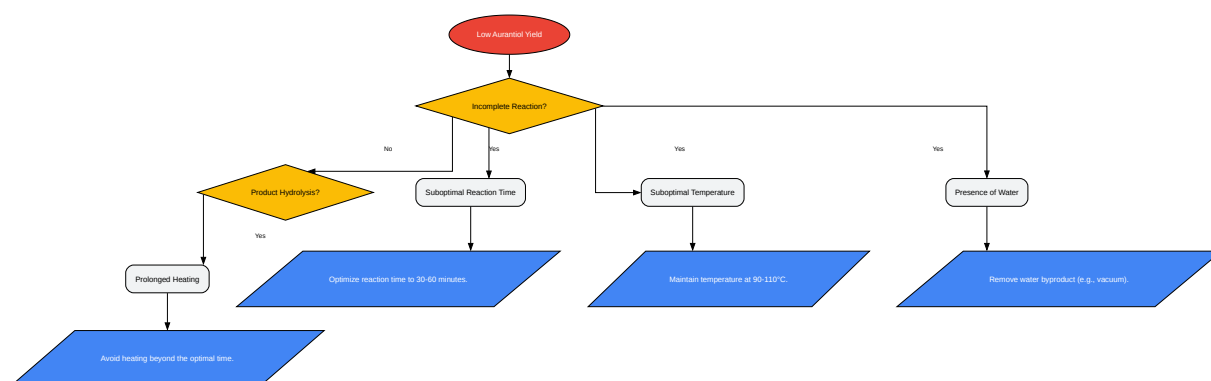 Low Aurantiol Yield
Incomplete Reaction?
No
Yes
Yes
Yes
Product Hydrolysis?
Suboptimal Reaction Time
Suboptimal Temperature
Presence of Water
Yes
Prolonged Heating
Optimize reaction time to 30-60 minutes.
Maintain temperature at 90-110°C.
Remove water byproduct (e.g., vacuum).
Avoid heating beyond the optimal time.